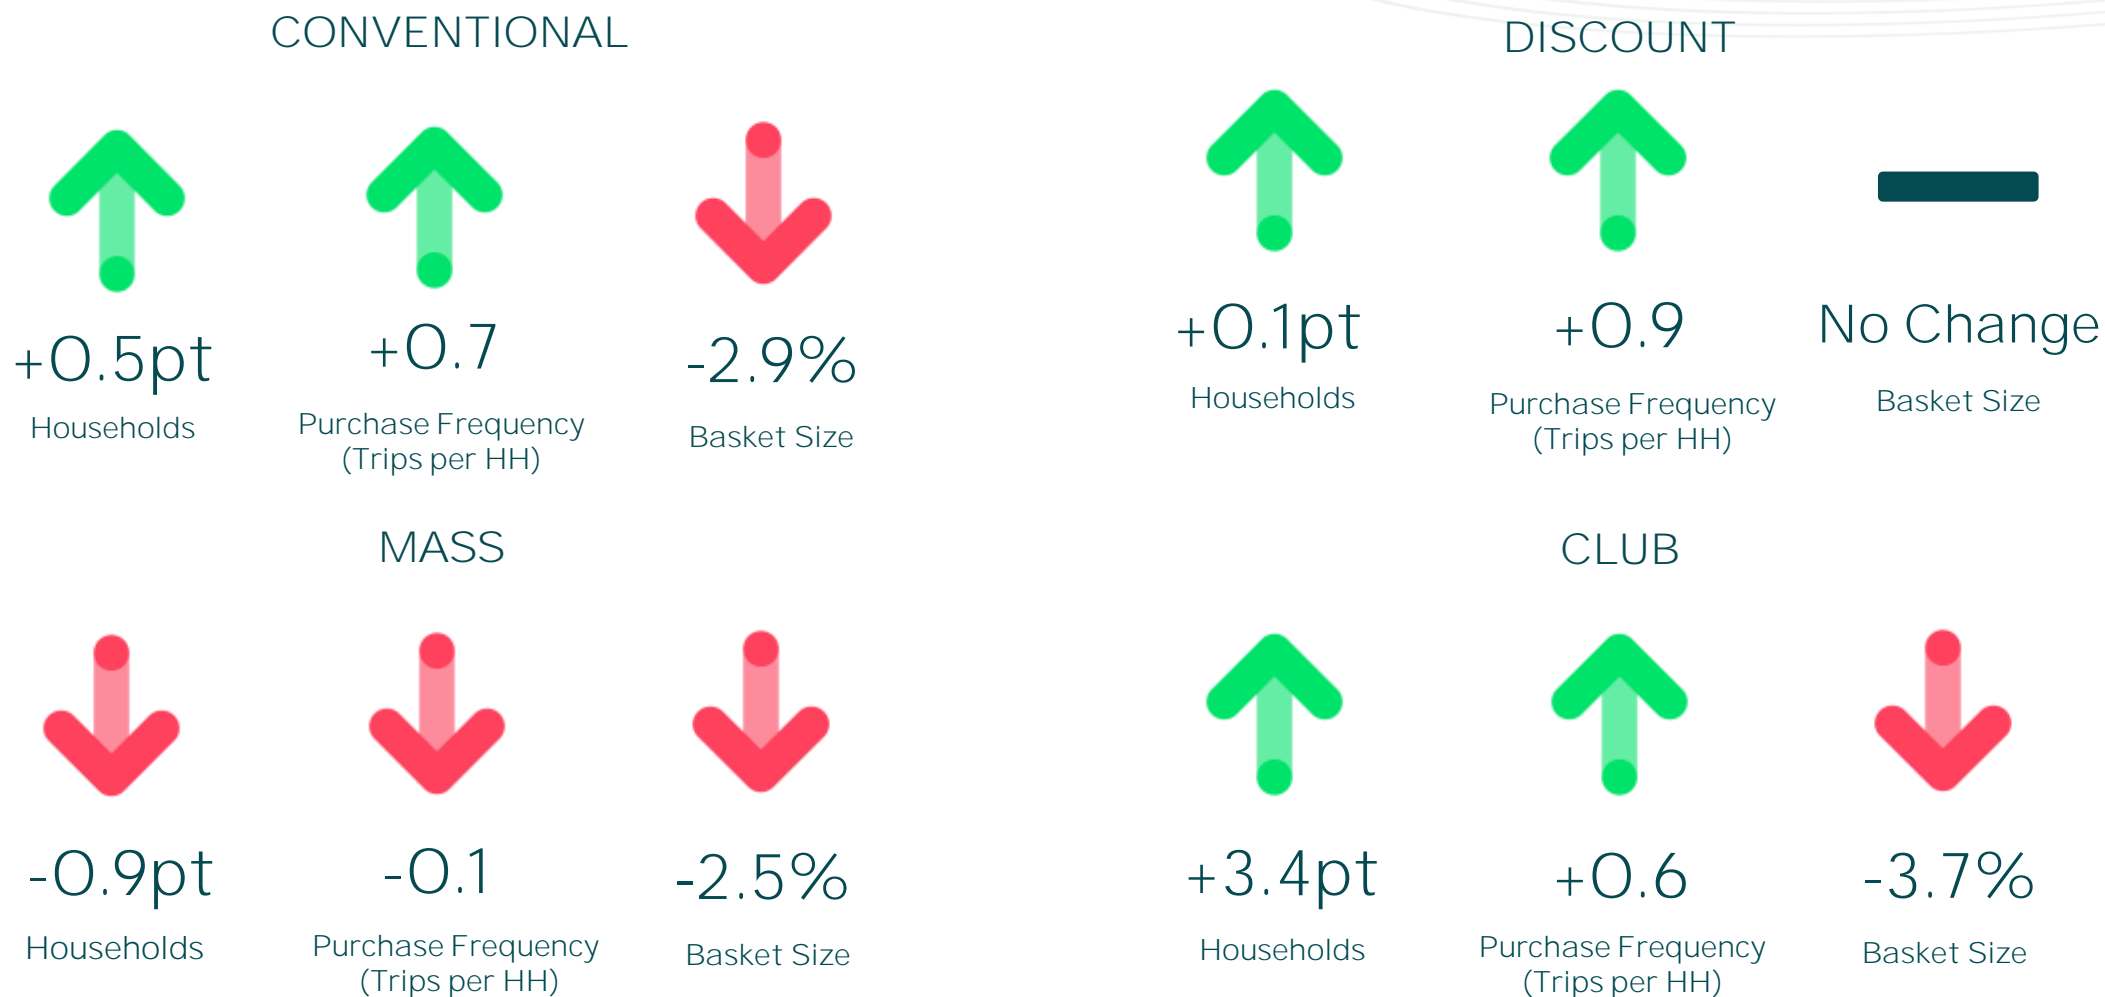 CONVENTIONAL
+0.5pt
Households
+0.7
Purchase Frequency
(Trips per HH)
-2.9%
Basket Size
DISCOUNT
+0.1pt
Households
+0.9
Purchase Frequency
(Trips per HH)
No Change
Basket Size
MASS
-0.9pt
Households
-0.1
Purchase Frequency
(Trips per HH)
-2.5%
Basket Size
CLUB
+3.4pt
Households
+0.6
Purchase Frequency
(Trips per HH)
-3.7%
Basket Size